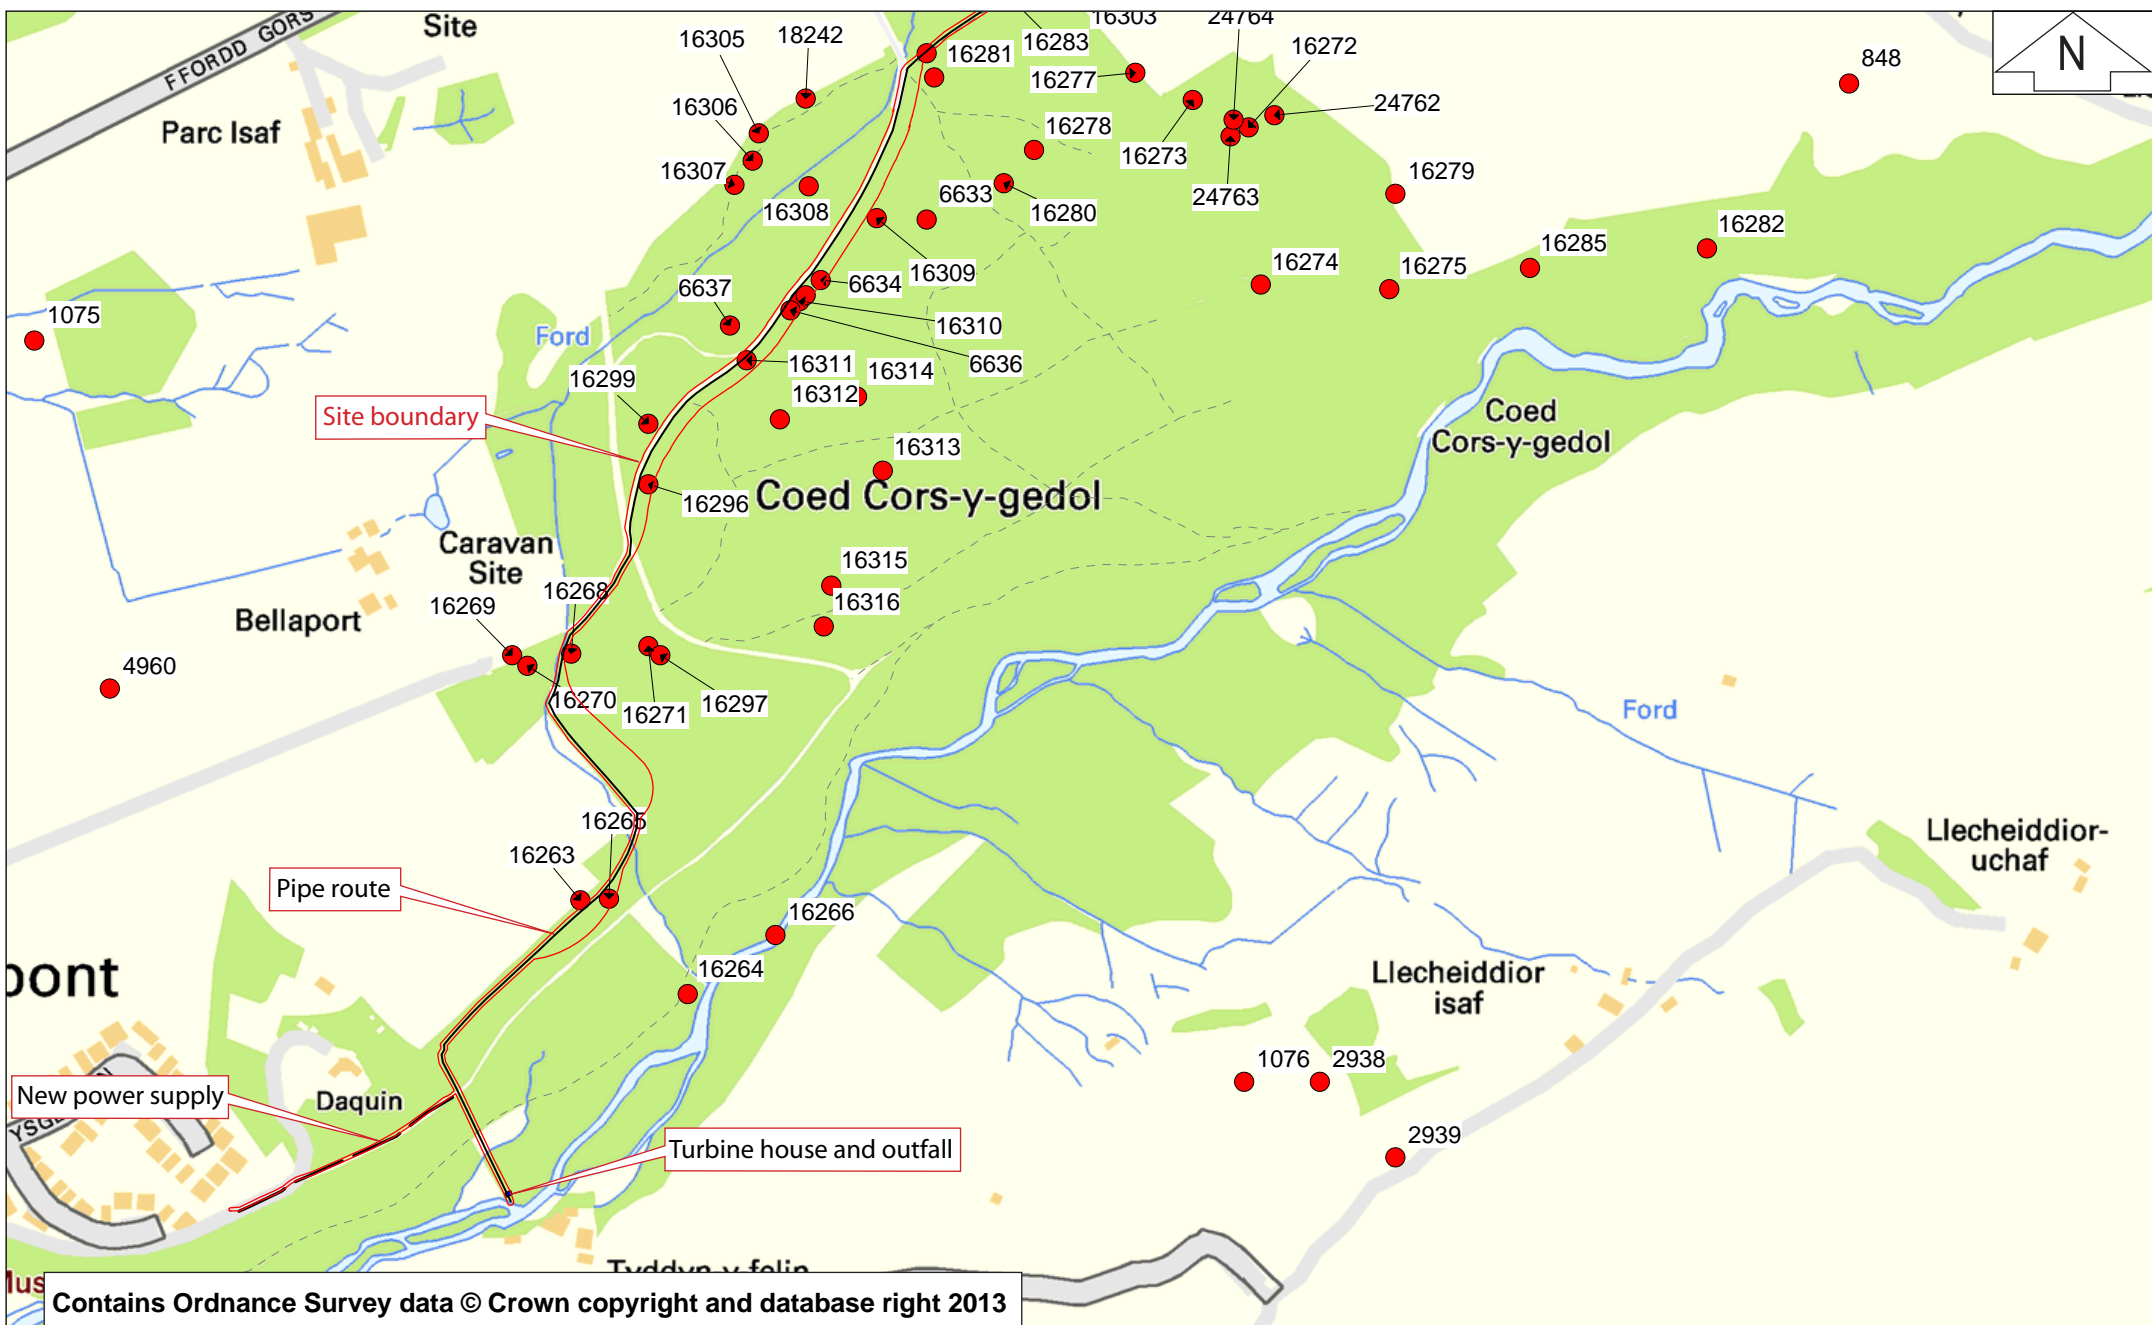 FFORDD GORS
Site
16305
18242
16281
16283
16303
24764
16272
N
848
16277
24762
16306
Parc Isaf
16278
16273
16307
16279
24763
6633
16308
16280
16282
16285
16309
16274
16275
6637
6634
1075
16310
Ford
16311
6636
16299
16314
16312
Site boundary
Coed
Cors-y-gedol
16313
16296
Coed Cors-y-gedol
Caravan
Site
16315
16268
16316
16269
Bellaport
4960
16270
16271
16297
Ford
16265
Llecheiddior-
uchaf
16263
Pipe route
16266
16264
Llecheiddior
isaf
pont
1076
2938
New power supply
Daquin
2939
Turbine house and outfall
Tyddyn-y-felin
Mus
Contains Ordnance Survey data © Crown copyright and database right 2013